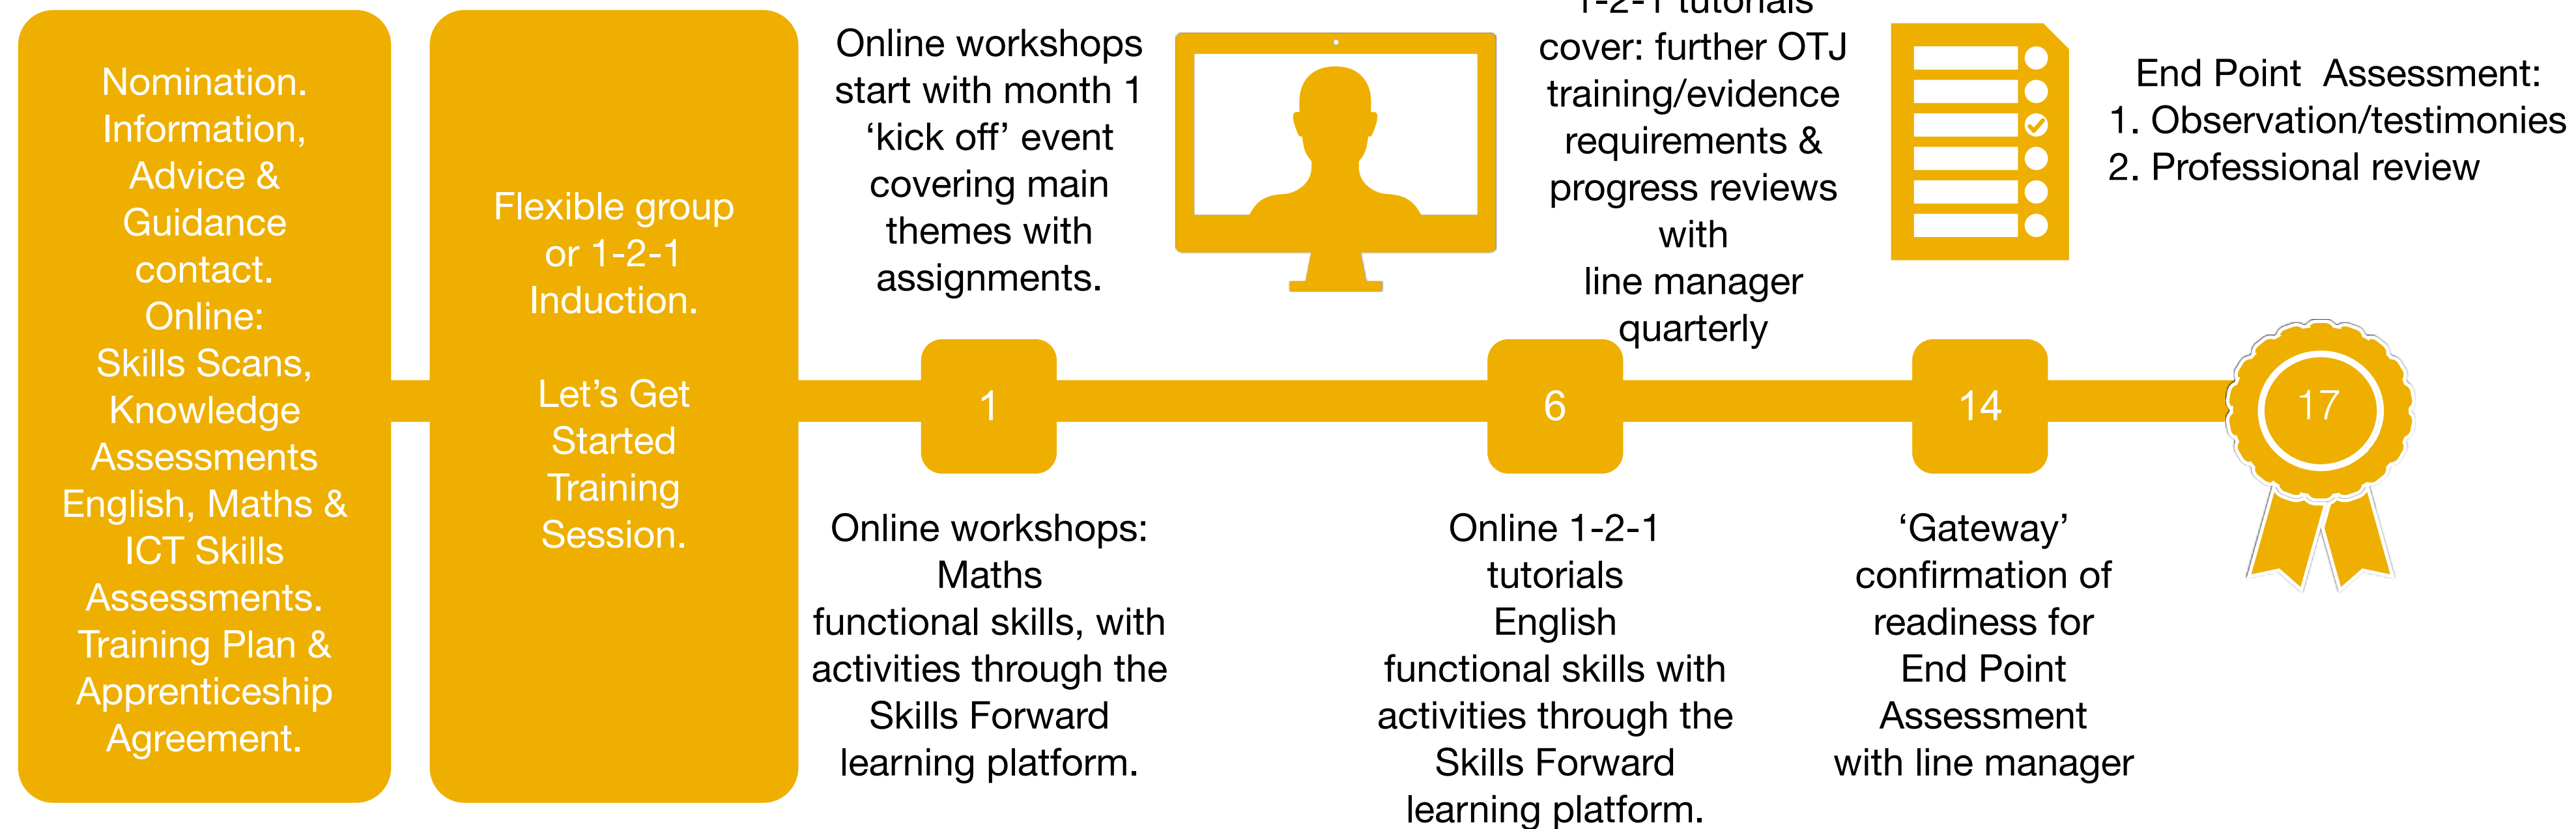 Nomination.
Information,
Advice &
Guidance
contact.
Online:
Skills Scans,
Knowledge
Assessments
English, Maths &
ICT Skills
Assessments.
Training Plan &
Apprenticeship
Agreement.
Flexible group
or 1-2-1
Induction.
Let’s Get
Started
Training
Session.
Online workshops
start with month 1
‘kick off’ event
covering main
themes with
assignments.
1
Online workshops:
Maths
functional skills, with
activities through the
Skills Forward
learning platform.
1-2-1 tutorials
cover: further OTJ
training/evidence
requirements &
progress reviews
with
line manager
quarterly
6
Online 1-2-1
tutorials
English
functional skills with
activities through the
Skills Forward
learning platform.
14
‘Gateway’
confirmation of
readiness for
End Point
Assessment
with line manager
End Point  Assessment:
1. Observation/testimonies
2. Professional review
17